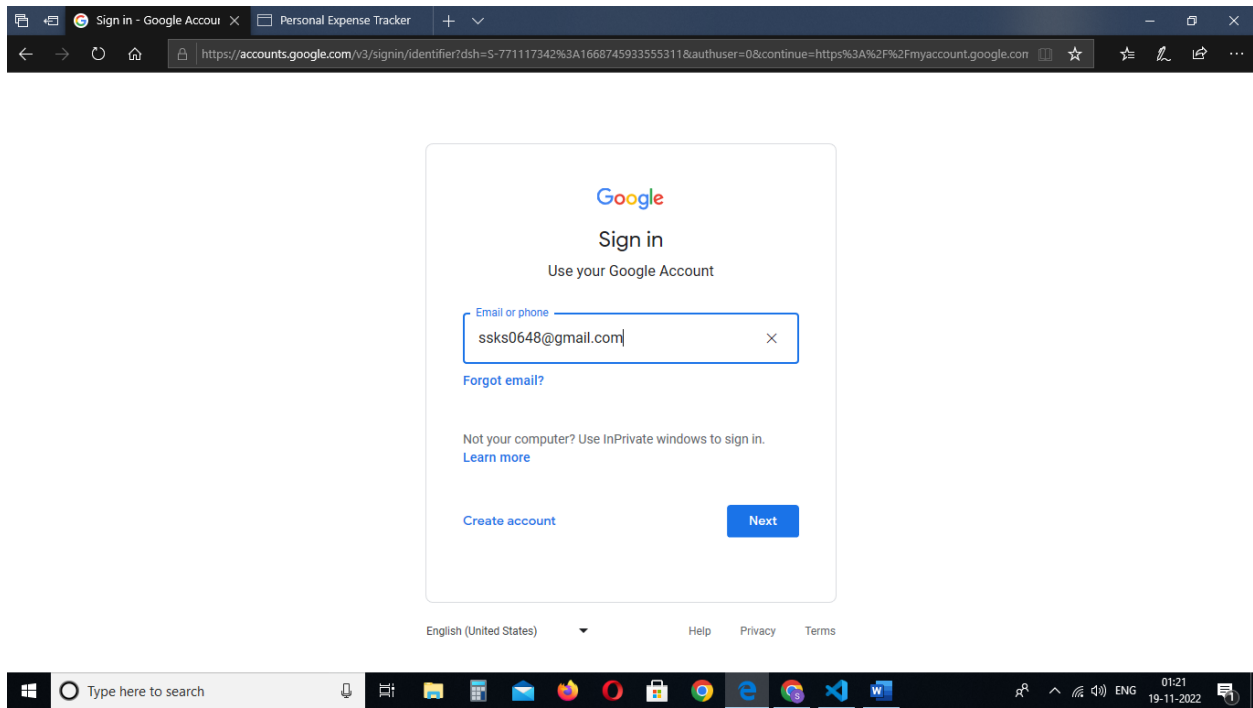 Sign in - Google Accour
Personal Expense Tracker
https://accounts.google.com/v3/signin/identifier?dsh=S-771117342%3A1668745933555311&authuser=0&continue=https%3A%2F%2Fmyaccount.google.com
Google
Sign in
Use your Google Account
Email or phone
ssks0648@gmail.com
Forgot email?
Not your computer? Use InPrivate windows to sign in.
Learn more
Create account
Next
English (United States)
Help Privacy Terms
Type here to search
ENG
01:21
19-11-2022
1